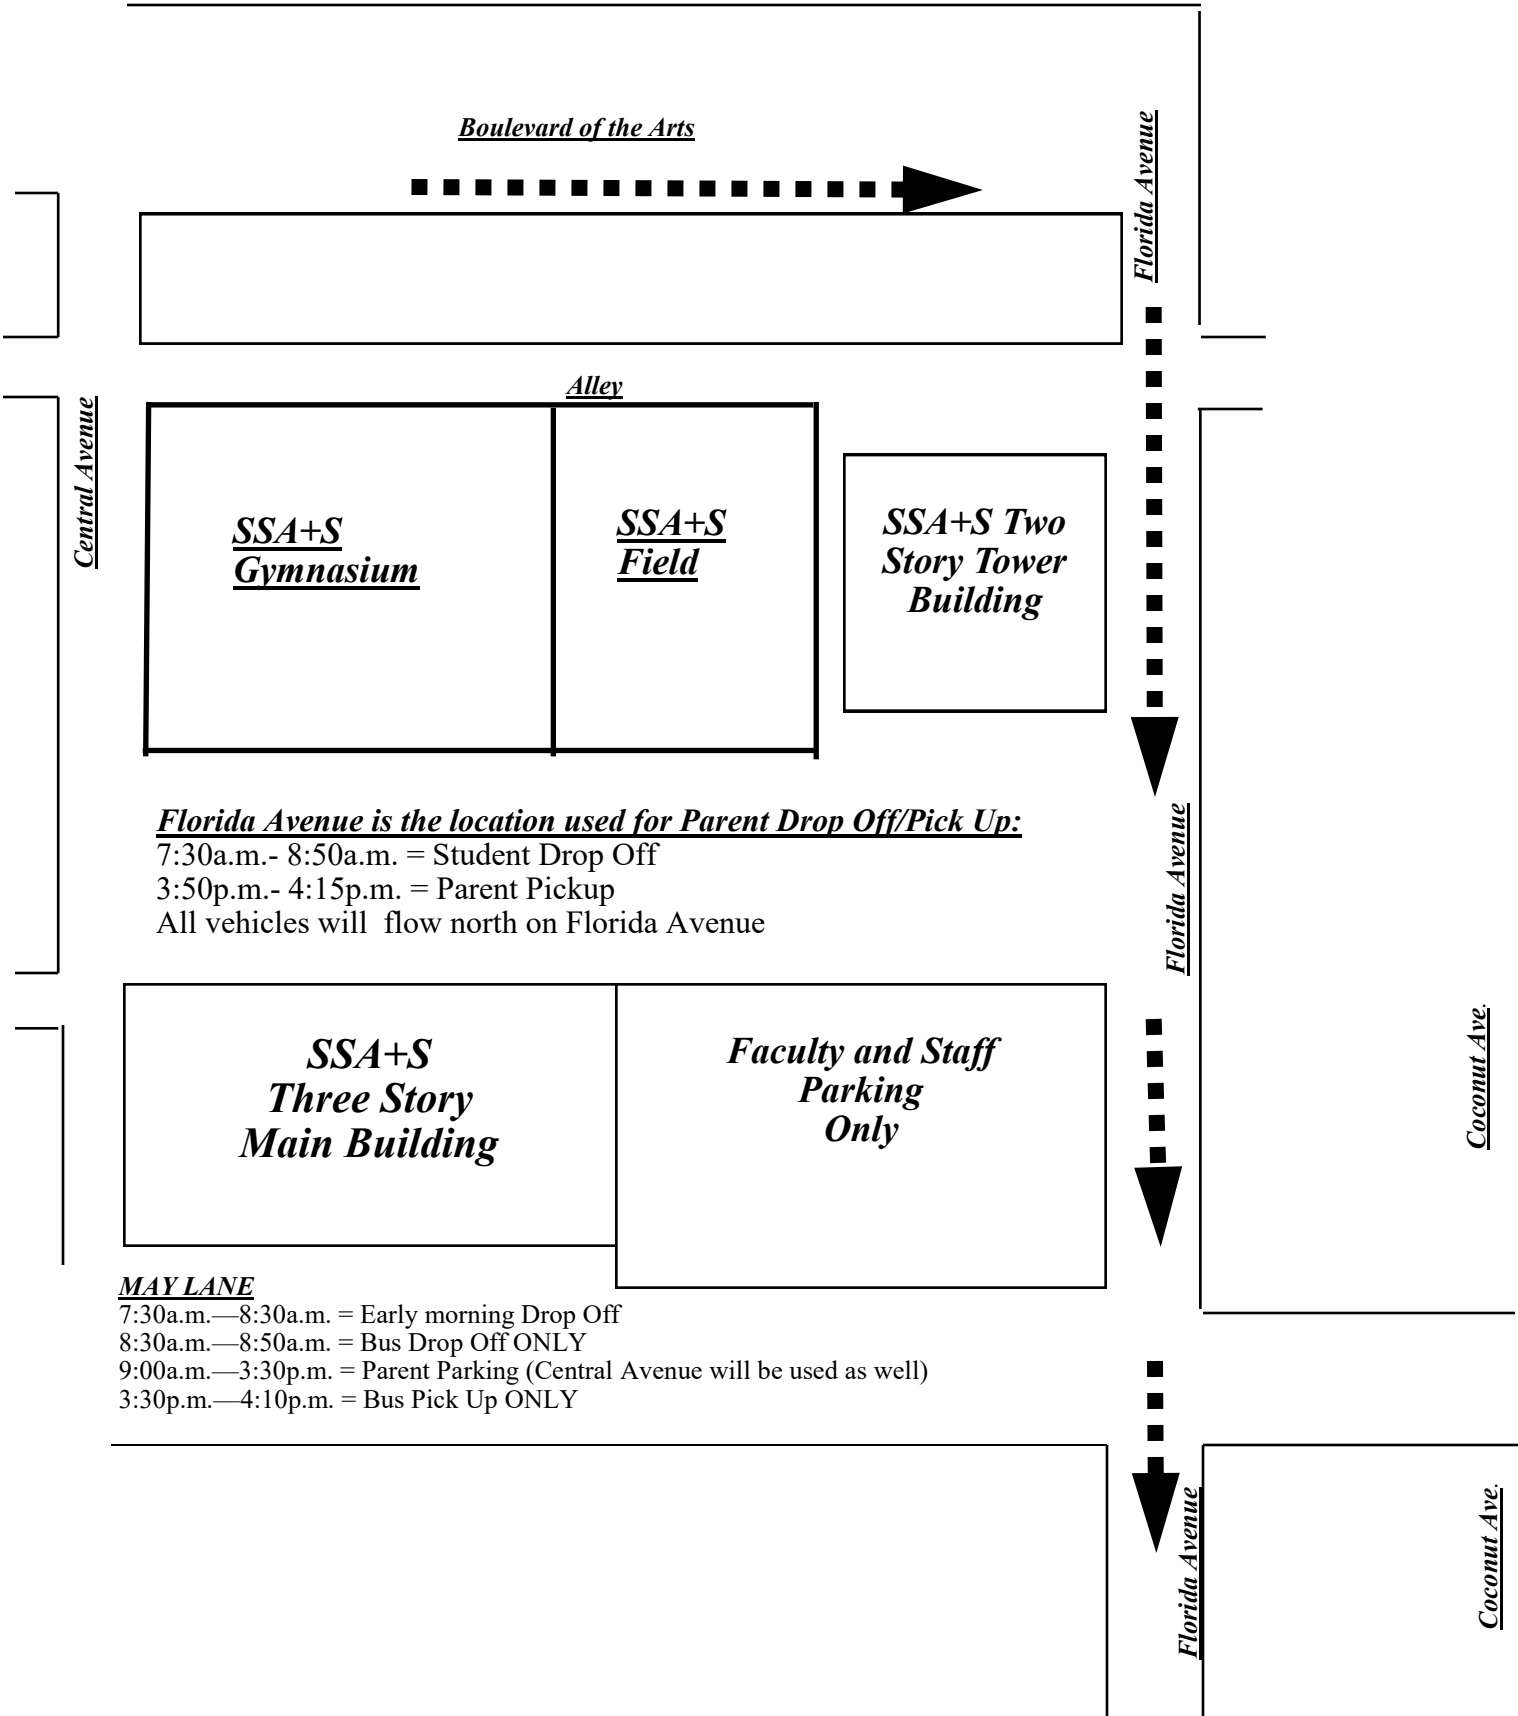 Boulevard of the Arts
Florida Avenue
Alley
Central Avenue
SSA+S
Gymnasium
SSA+S
Field
SSA+S Two
Story Tower
Building
Florida Avenue is the location used for Parent Drop Off/Pick Up:
7:30a.m.- 8:50a.m. = Student Drop Off
3:50p.m.- 4:15p.m. = Parent Pickup
All vehicles will  flow north on Florida Avenue
Florida Avenue
SSA+S
Three Story
Main Building
Faculty and Staff
Parking
Only
Coconut Ave.
MAY LANE
7:30a.m.—8:30a.m. = Early morning Drop Off
8:30a.m.—8:50a.m. = Bus Drop Off ONLY
9:00a.m.—3:30p.m. = Parent Parking (Central Avenue will be used as well)
3:30p.m.—4:10p.m. = Bus Pick Up ONLY
Florida Avenue
Coconut Ave.